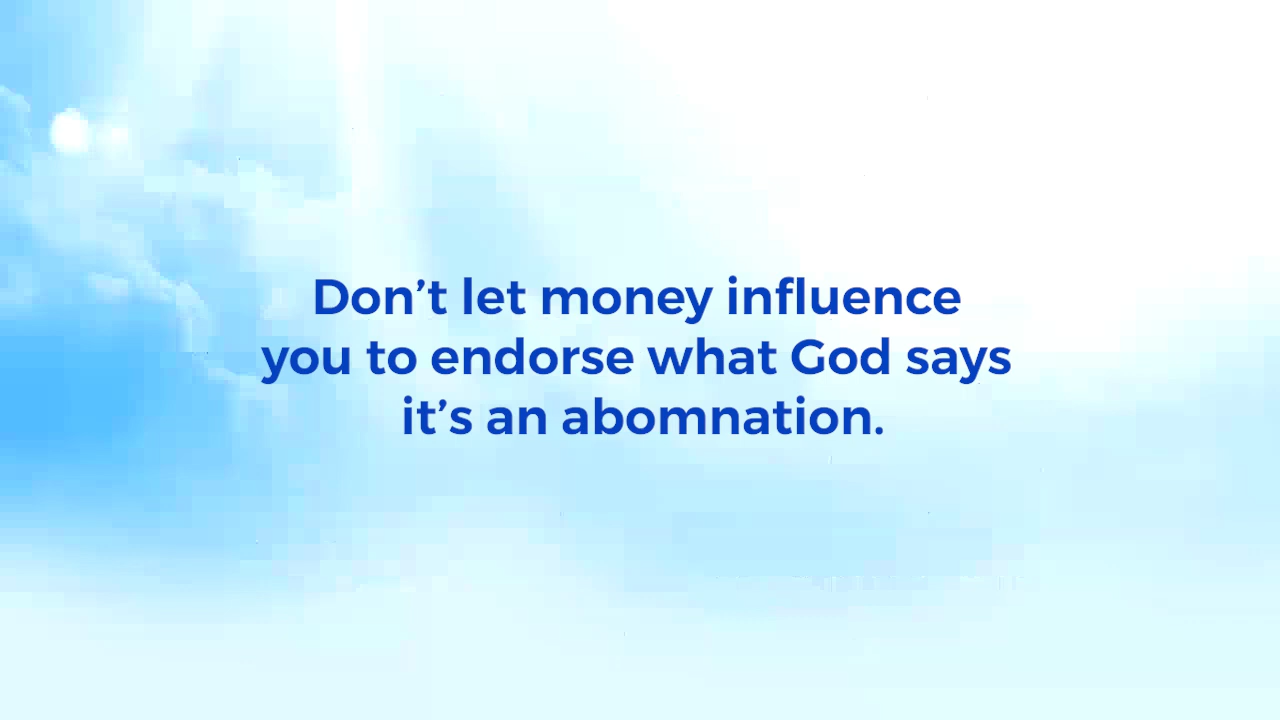 Don’t let money influence
you to endorse what God says
it’s an abomnation.